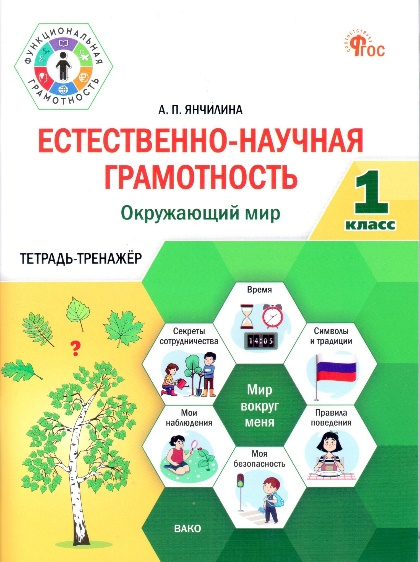 ФУНКЦИОНАЛЬНАЯ
ГРАМОТНОСТЬ
СООТВЕТСТВУЕТ
ФГОС
А. П. ЯНЧИЛИНА
ЕСТЕСТВЕННО-НАУЧНАЯ
ГРАМОТНОСТЬ
Окружающий мир
1
класс
ТЕТРАДЬ-ТРЕНАЖЁР
Время
14:05
Секреты
сотрудничества
Символы
и традиции
?
Мир
вокруг
меня
Мои
наблюдения
Правила
поведения
Моя
безопасность
ВАКО